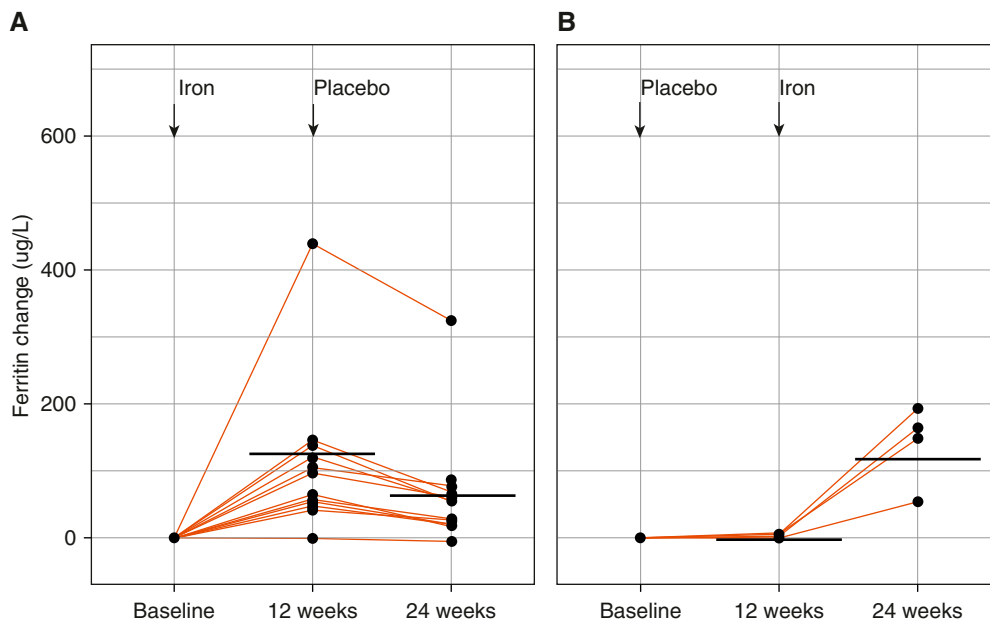 A
B
Iron
Placebo
Placebo
Iron
Ferritin change (ug/L)
600
400
200
0
Baseline
12 weeks
24 weeks
Baseline
12 weeks
24 weeks